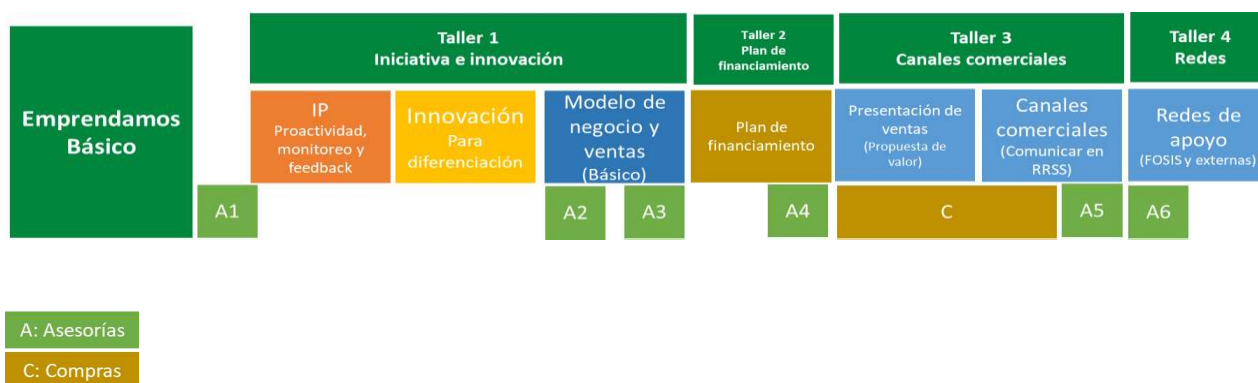 Emprendamos
Básico
Taller 1
Iniciativa e innovación
Taller 2
Plan de
financiamiento
Taller 3
Canales comerciales
Taller 4
Redes
IP
Proactividad,
monitoreo y
feedback
Innovación
Para
diferenciación
Modelo de
negocio y
ventas
(Básico)
Plan de
financiamiento
Presentación de
ventas
(Propuesta de
valor)
Canales
comerciales
(Comunicar en
RRSS)
Redes de
apoyo
(FOSIS y externas)
A1
A2
A3
A4
C
A5
A6
A: Asesorías
C: Compras